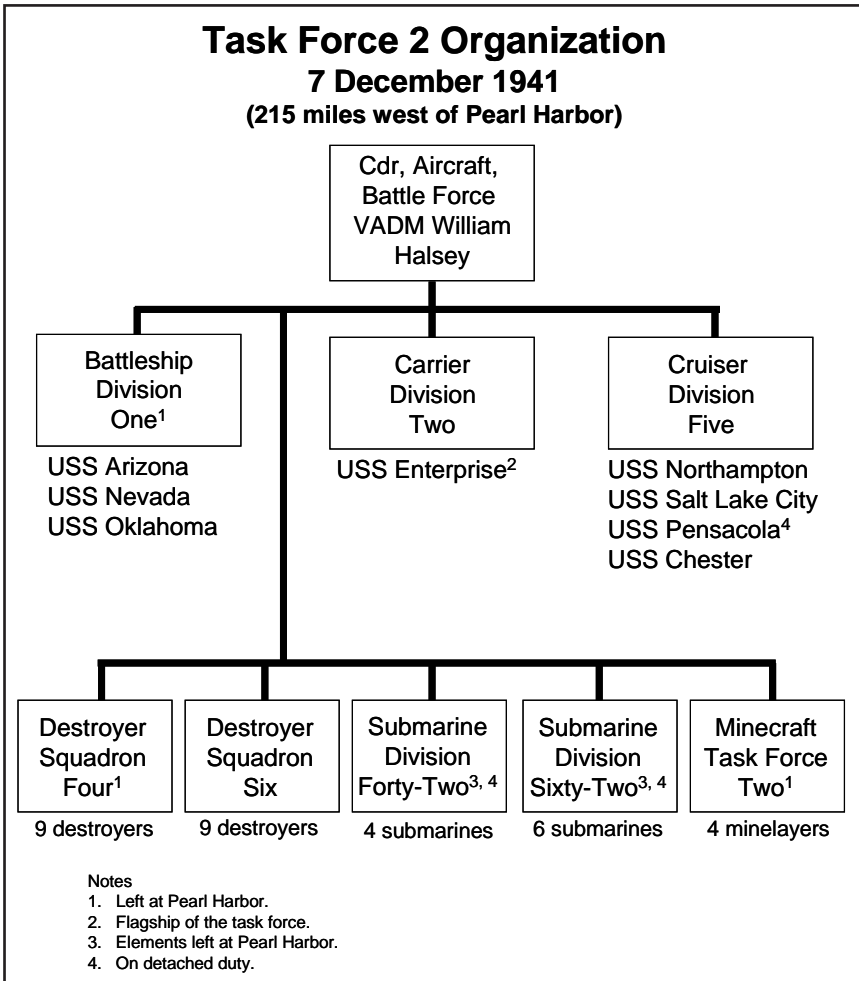 Task Force 2 Organization
7 December 1941
(215 miles west of Pearl Harbor)
Cdr, Aircraft,
Battle Force
VADM William
Halsey
Battleship
Division
One¹
USS Arizona
USS Nevada
USS Oklahoma
Carrier
Division
Two
USS Enterprise²
Cruiser
Division
Five
USS Northampton
USS Salt Lake City
USS Pensacola⁴
USS Chester
Destroyer
Squadron
Four¹
9 destroyers
Destroyer
Squadron
Six
9 destroyers
Submarine
Division
Forty-Two³, ⁴
4 submarines
Submarine
Division
Sixty-Two³, ⁴
6 submarines
Minecraft
Task Force
Two¹
4 minelayers
Notes
1. Left at Pearl Harbor.
2. Flagship of the task force.
3. Elements left at Pearl Harbor.
4. On detached duty.